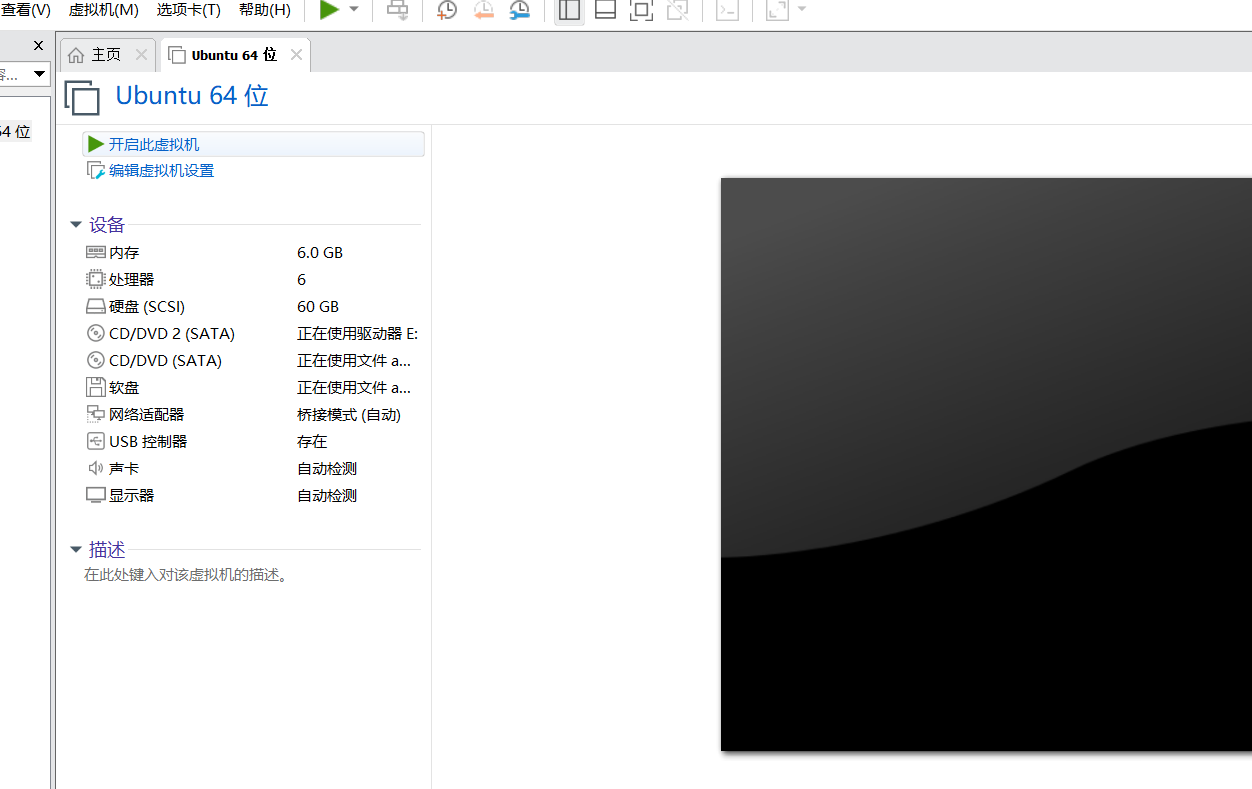 查看(V) 虚拟机(M) 选项卡(T) 帮助(H)
主页 Ubuntu 64 位
容...
64 位
Ubuntu 64 位
开启此虚拟机
编辑虚拟机设置
设备
内存 6.0 GB
处理器 6
硬盘 (SCSI) 60 GB
CD/DVD 2 (SATA) 正在使用驱动器 E:
CD/DVD (SATA) 正在使用文件 a...
软盘 正在使用文件 a...
网络适配器 桥接模式 (自动)
USB 控制器 存在
声卡 自动检测
显示器 自动检测
描述
在此处键入对该虚拟机的描述。